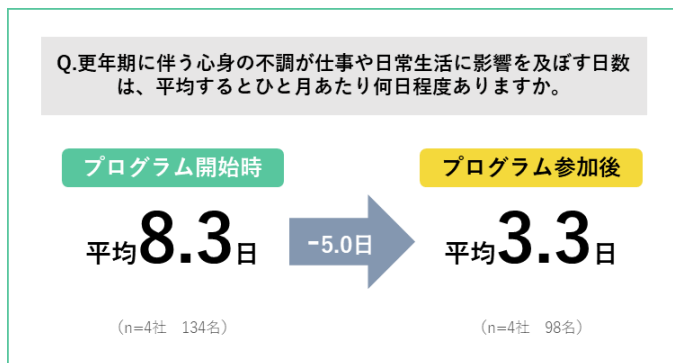 Q.更年期に伴う心身の不調が仕事や日常生活に影響を及ぼす日数
は、平均するとひと月あたり何日程度ありますか。
プログラム開始時
プログラム参加後
平均8.3日
-5.0日
平均3.3日
（n=4社　134名）
（n=4社　98名）